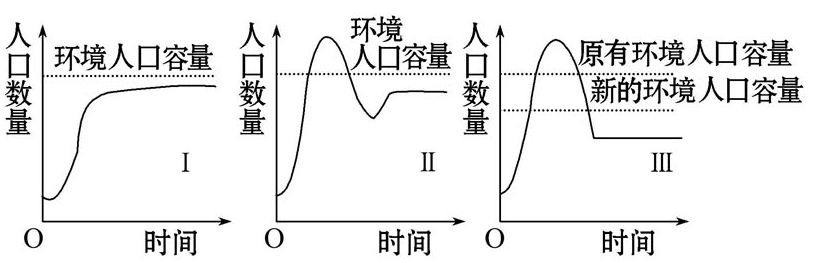 人口数量
环境人口容量
Ⅰ
O
时间
人口数量
环境
人口容量
Ⅱ
O
时间
人口数量
原有环境人口容量
新的环境人口容量
Ⅲ
O
时间